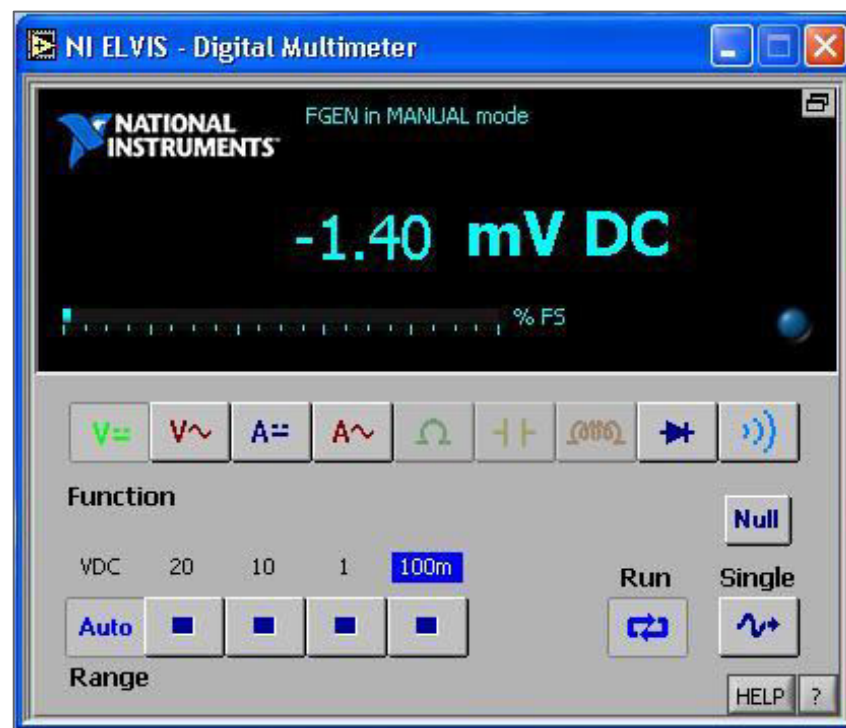 NI ELVIS - Digital Multimeter
NATIONAL
INSTRUMENTS
FGEN in MANUAL mode
-1.40 mV DC
% FS
V V A A Ω
Function
Null
VDC 20 10 1 100m
Run Single
Auto
Range
HELP ?